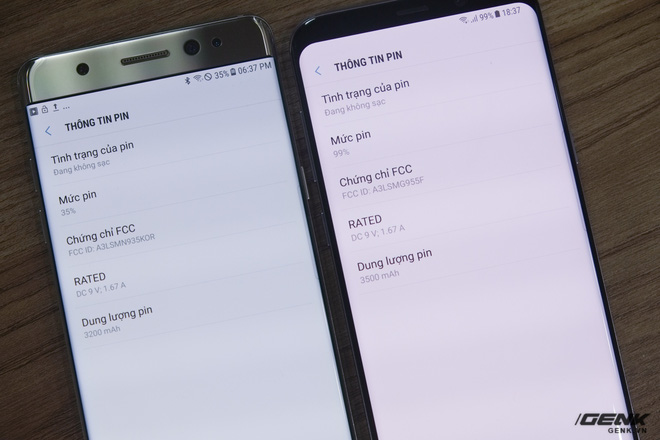 35% 06:37 PM
THÔNG TIN PIN
Tình trạng của pin
Đang không sạc
Mức pin
35%
Chứng chỉ FCC
FCC ID: A3LSMN935KOR
RATED
DC 9 V; 1.67 A
Dung lượng pin
3200 mAh
99% 18:37
THÔNG TIN PIN
Tình trạng của pin
Đang không sạc
Mức pin
99%
Chứng chỉ FCC
FCC ID: A3LSMG955F
RATED
DC 9 V; 1.67 A
Dung lượng pin
3500 mAh
GENK
GENK.VN